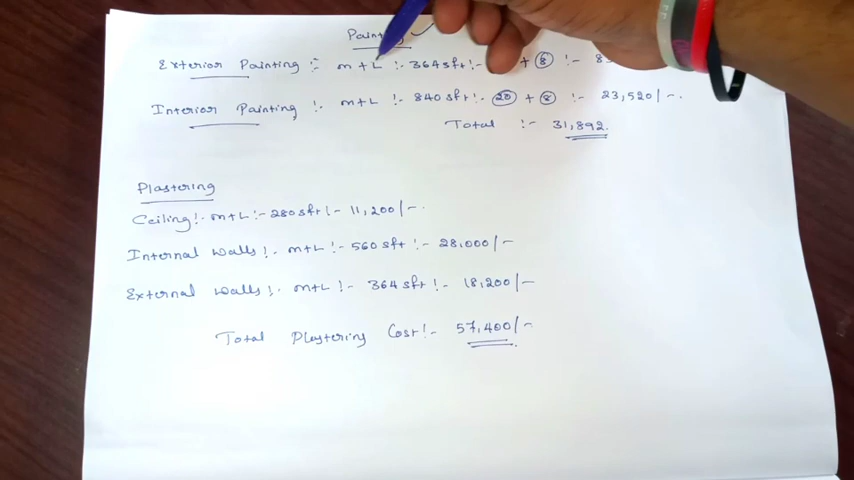 Painting
Exterior Painting :- m+L :- 364 sft :- + 8 :- 83
Interior Painting :- m+L :- 840 sft :- 20 + 8 :- 23,520/-.
Total :- 31,892.
Plastering
Ceiling :- m+L :- 280 sft :- 11,200/-.
Internal walls :- m+L :- 560 sft :- 28,000/-
External walls :- m+L :- 364 sft :- 18,200/-
Total Plastering Cost :- 57,400/-.